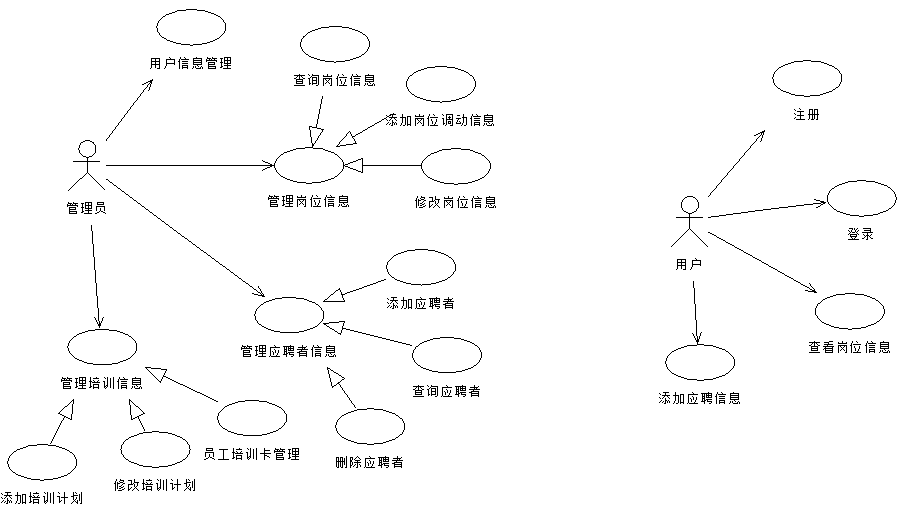 用户信息管理
查询岗位信息
添加岗位调动信息
管理员
管理岗位信息
修改岗位信息
添加应聘者
管理应聘者信息
查询应聘者
管理培训信息
员工培训卡管理
删除应聘者
添加培训计划
修改培训计划
注册
登录
用户
查看岗位信息
添加应聘信息